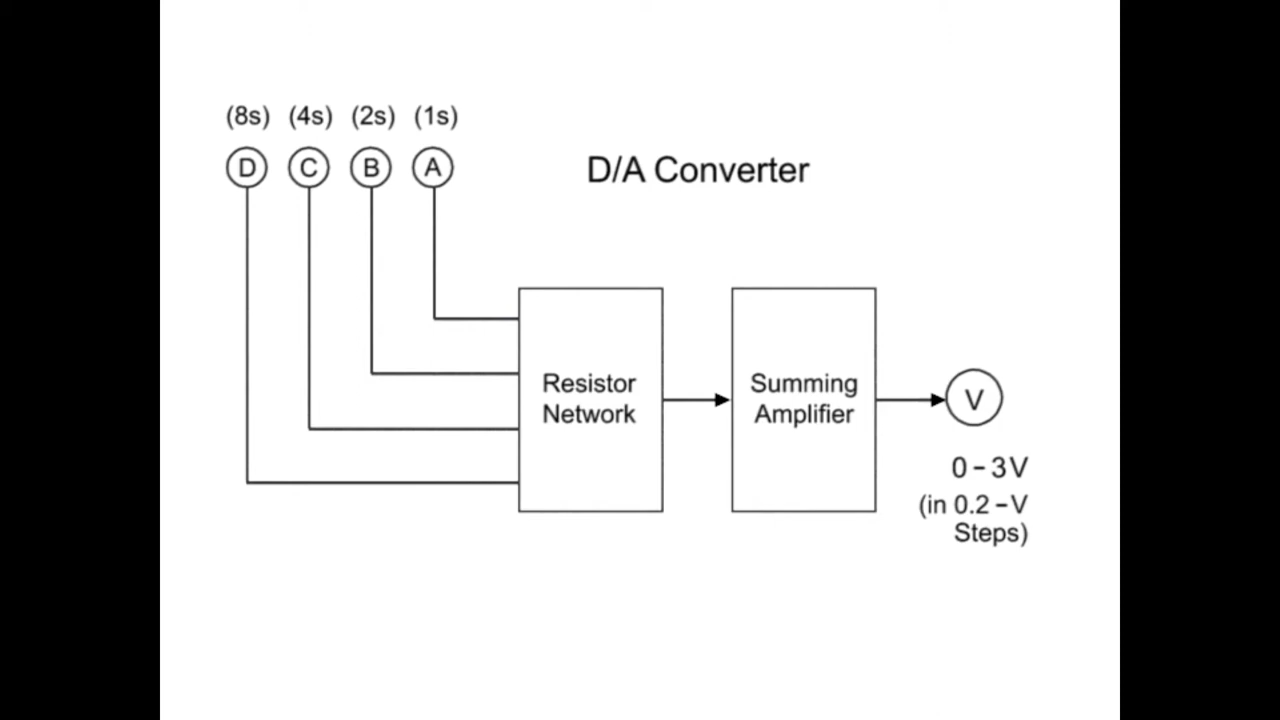 (8s) (4s) (2s) (1s)
D C B A
D/A Converter
Resistor
Network
Summing
Amplifier
V
0–3V
(in 0.2–V
Steps)